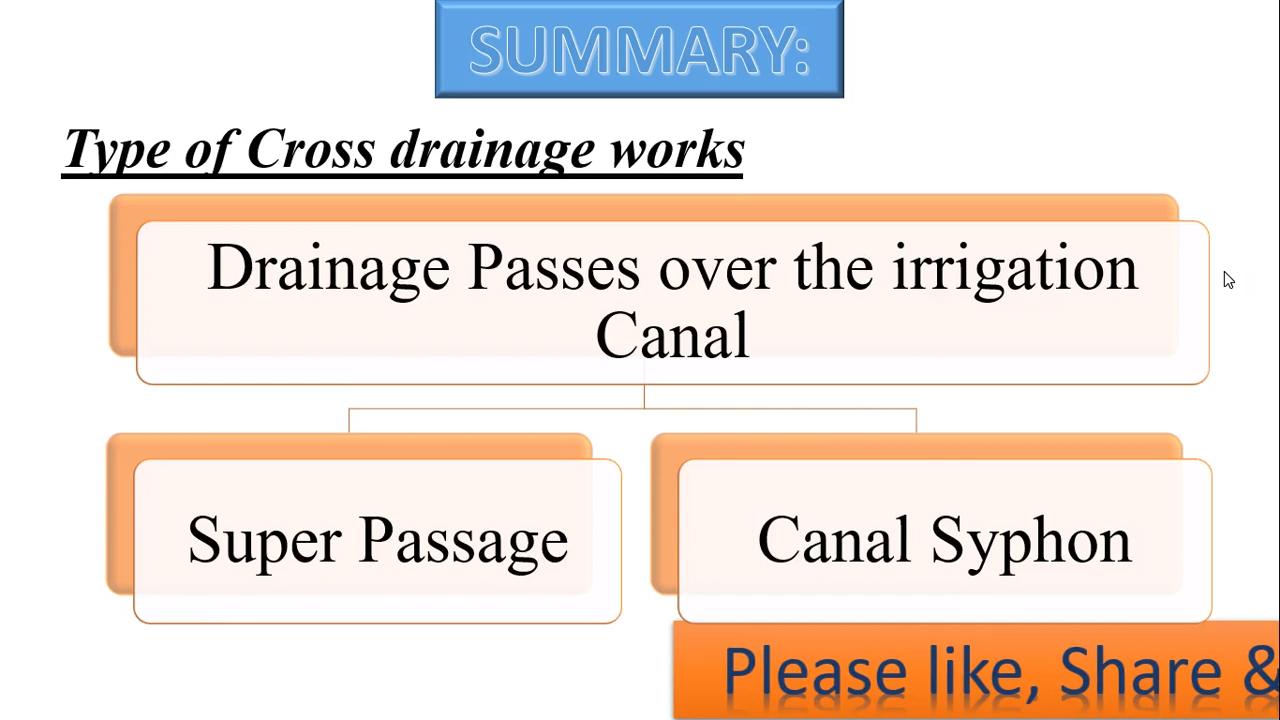 SUMMARY:
Type of Cross drainage works
Drainage Passes over the irrigation
Canal
Super Passage
Canal Syphon
Please like, Share &